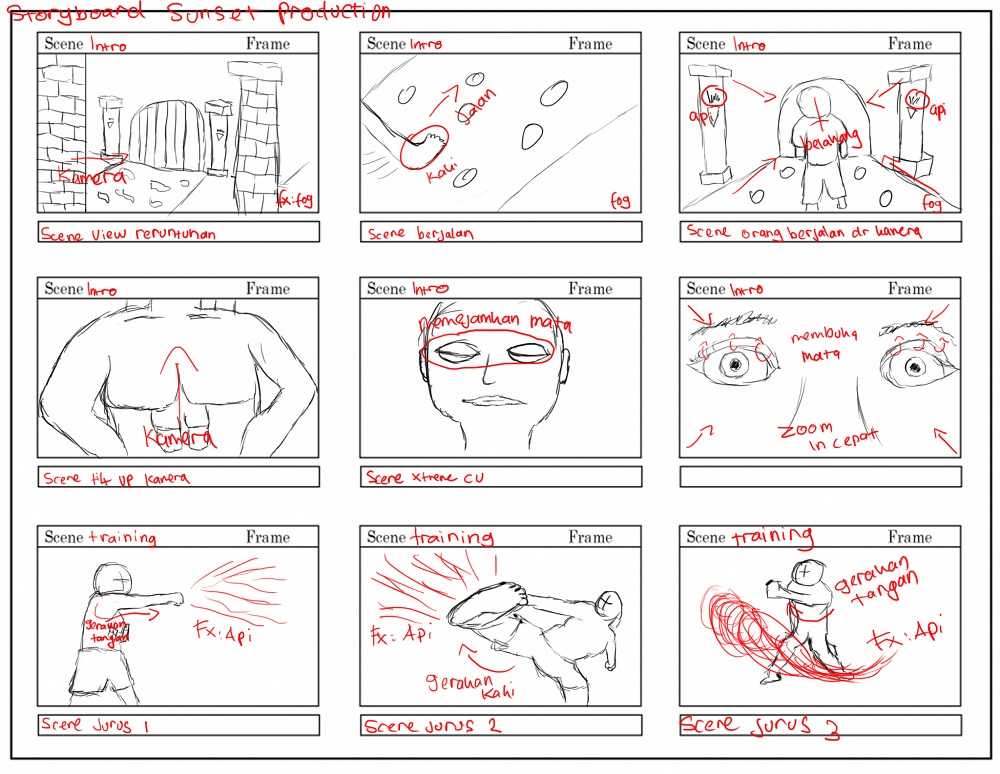 Storyboard Sunset Production
Scene Intro Frame
Kamera
fx:fog
Scene view reruntuhan
Scene Intro Frame
Jalan
Kaki
fog
Scene berjalan
Scene Intro Frame
api
api
belakang
fog
Scene orang berjalan dr kamera
Scene Intro Frame
Kamera
Scene tilt up kamera
Scene Intro Frame
memejamkan mata
Scene xtreme cu
Scene Intro Frame
membuka
mata
Zoom
in cepat
Scene training Frame
gerakan
tangan
Fx:Api
Scene Jurus 1
Scene training Frame
Fx: Api
gerakan
kaki
Scene Jurus 2
Scene training Frame
gerakan
tangan
Fx:Api
Scene Jurus 3